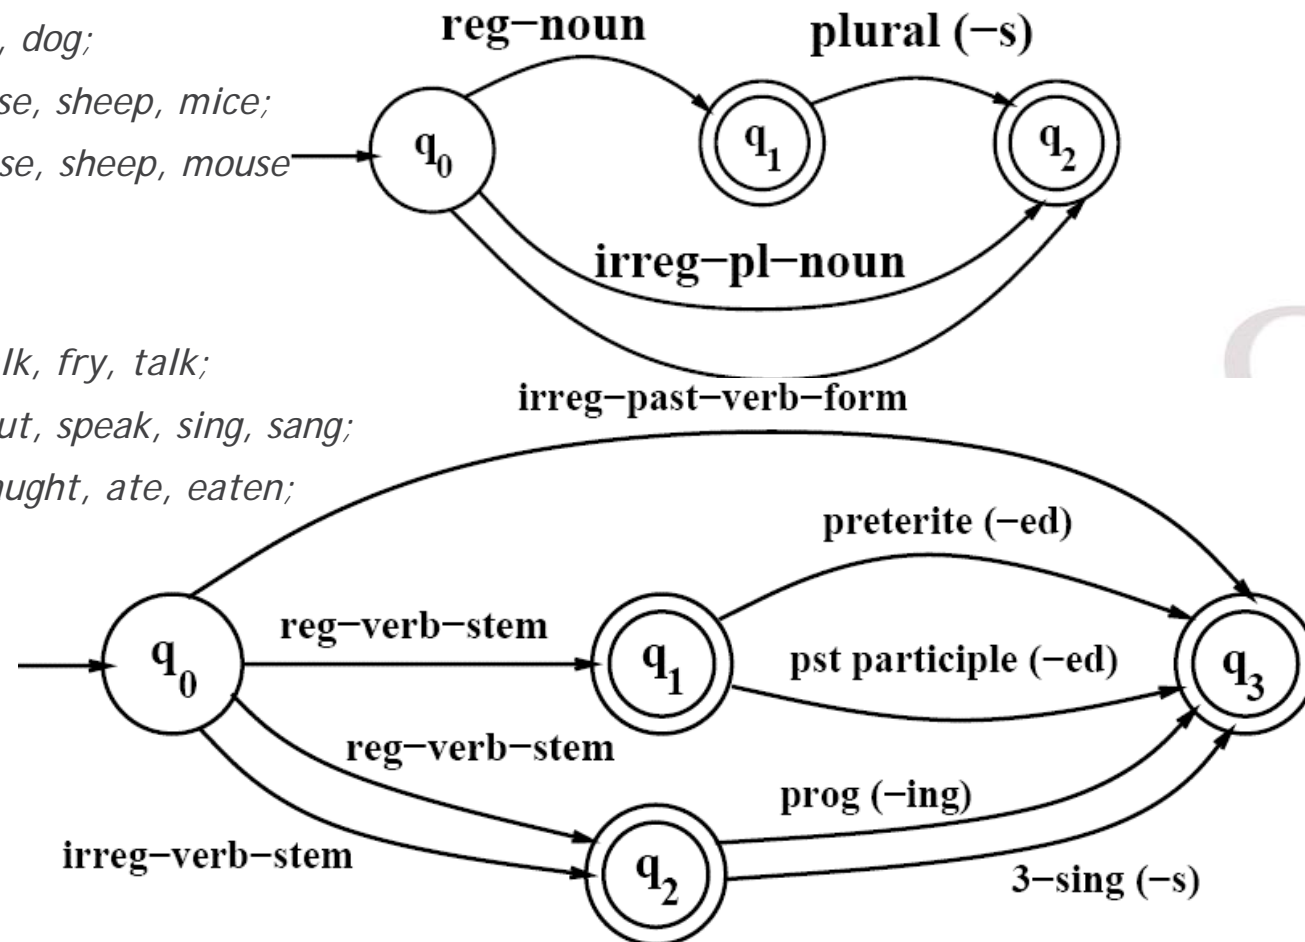 , dog;
se, sheep, mice;
se, sheep, mouse
reg−noun
plural (−s)
q0
q1
q2
irreg−pl−noun
lk, fry, talk;
ut, speak, sing, sang;
aught, ate, eaten;
irreg−past−verb−form
preterite (−ed)
reg−verb−stem
pst participle (−ed)
q0
q1
q3
reg−verb−stem
prog (−ing)
irreg−verb−stem
q2
3−sing (−s)